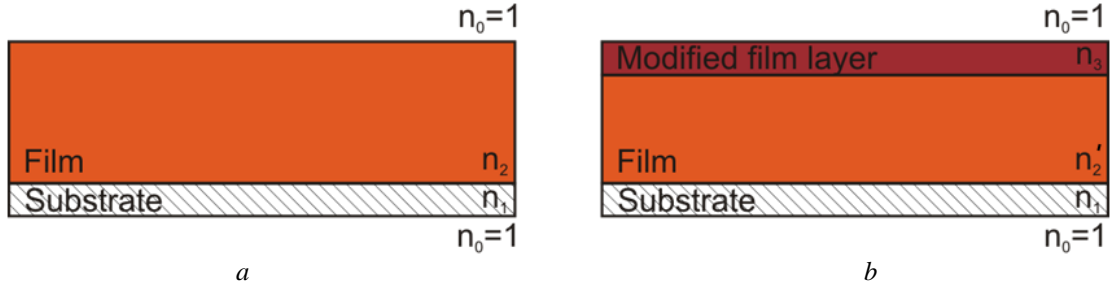 n₀=1
Film n₂
Substrate n₁
n₀=1
a
n₀=1
Modified film layer n₃
Film n₂′
Substrate n₁
n₀=1
b